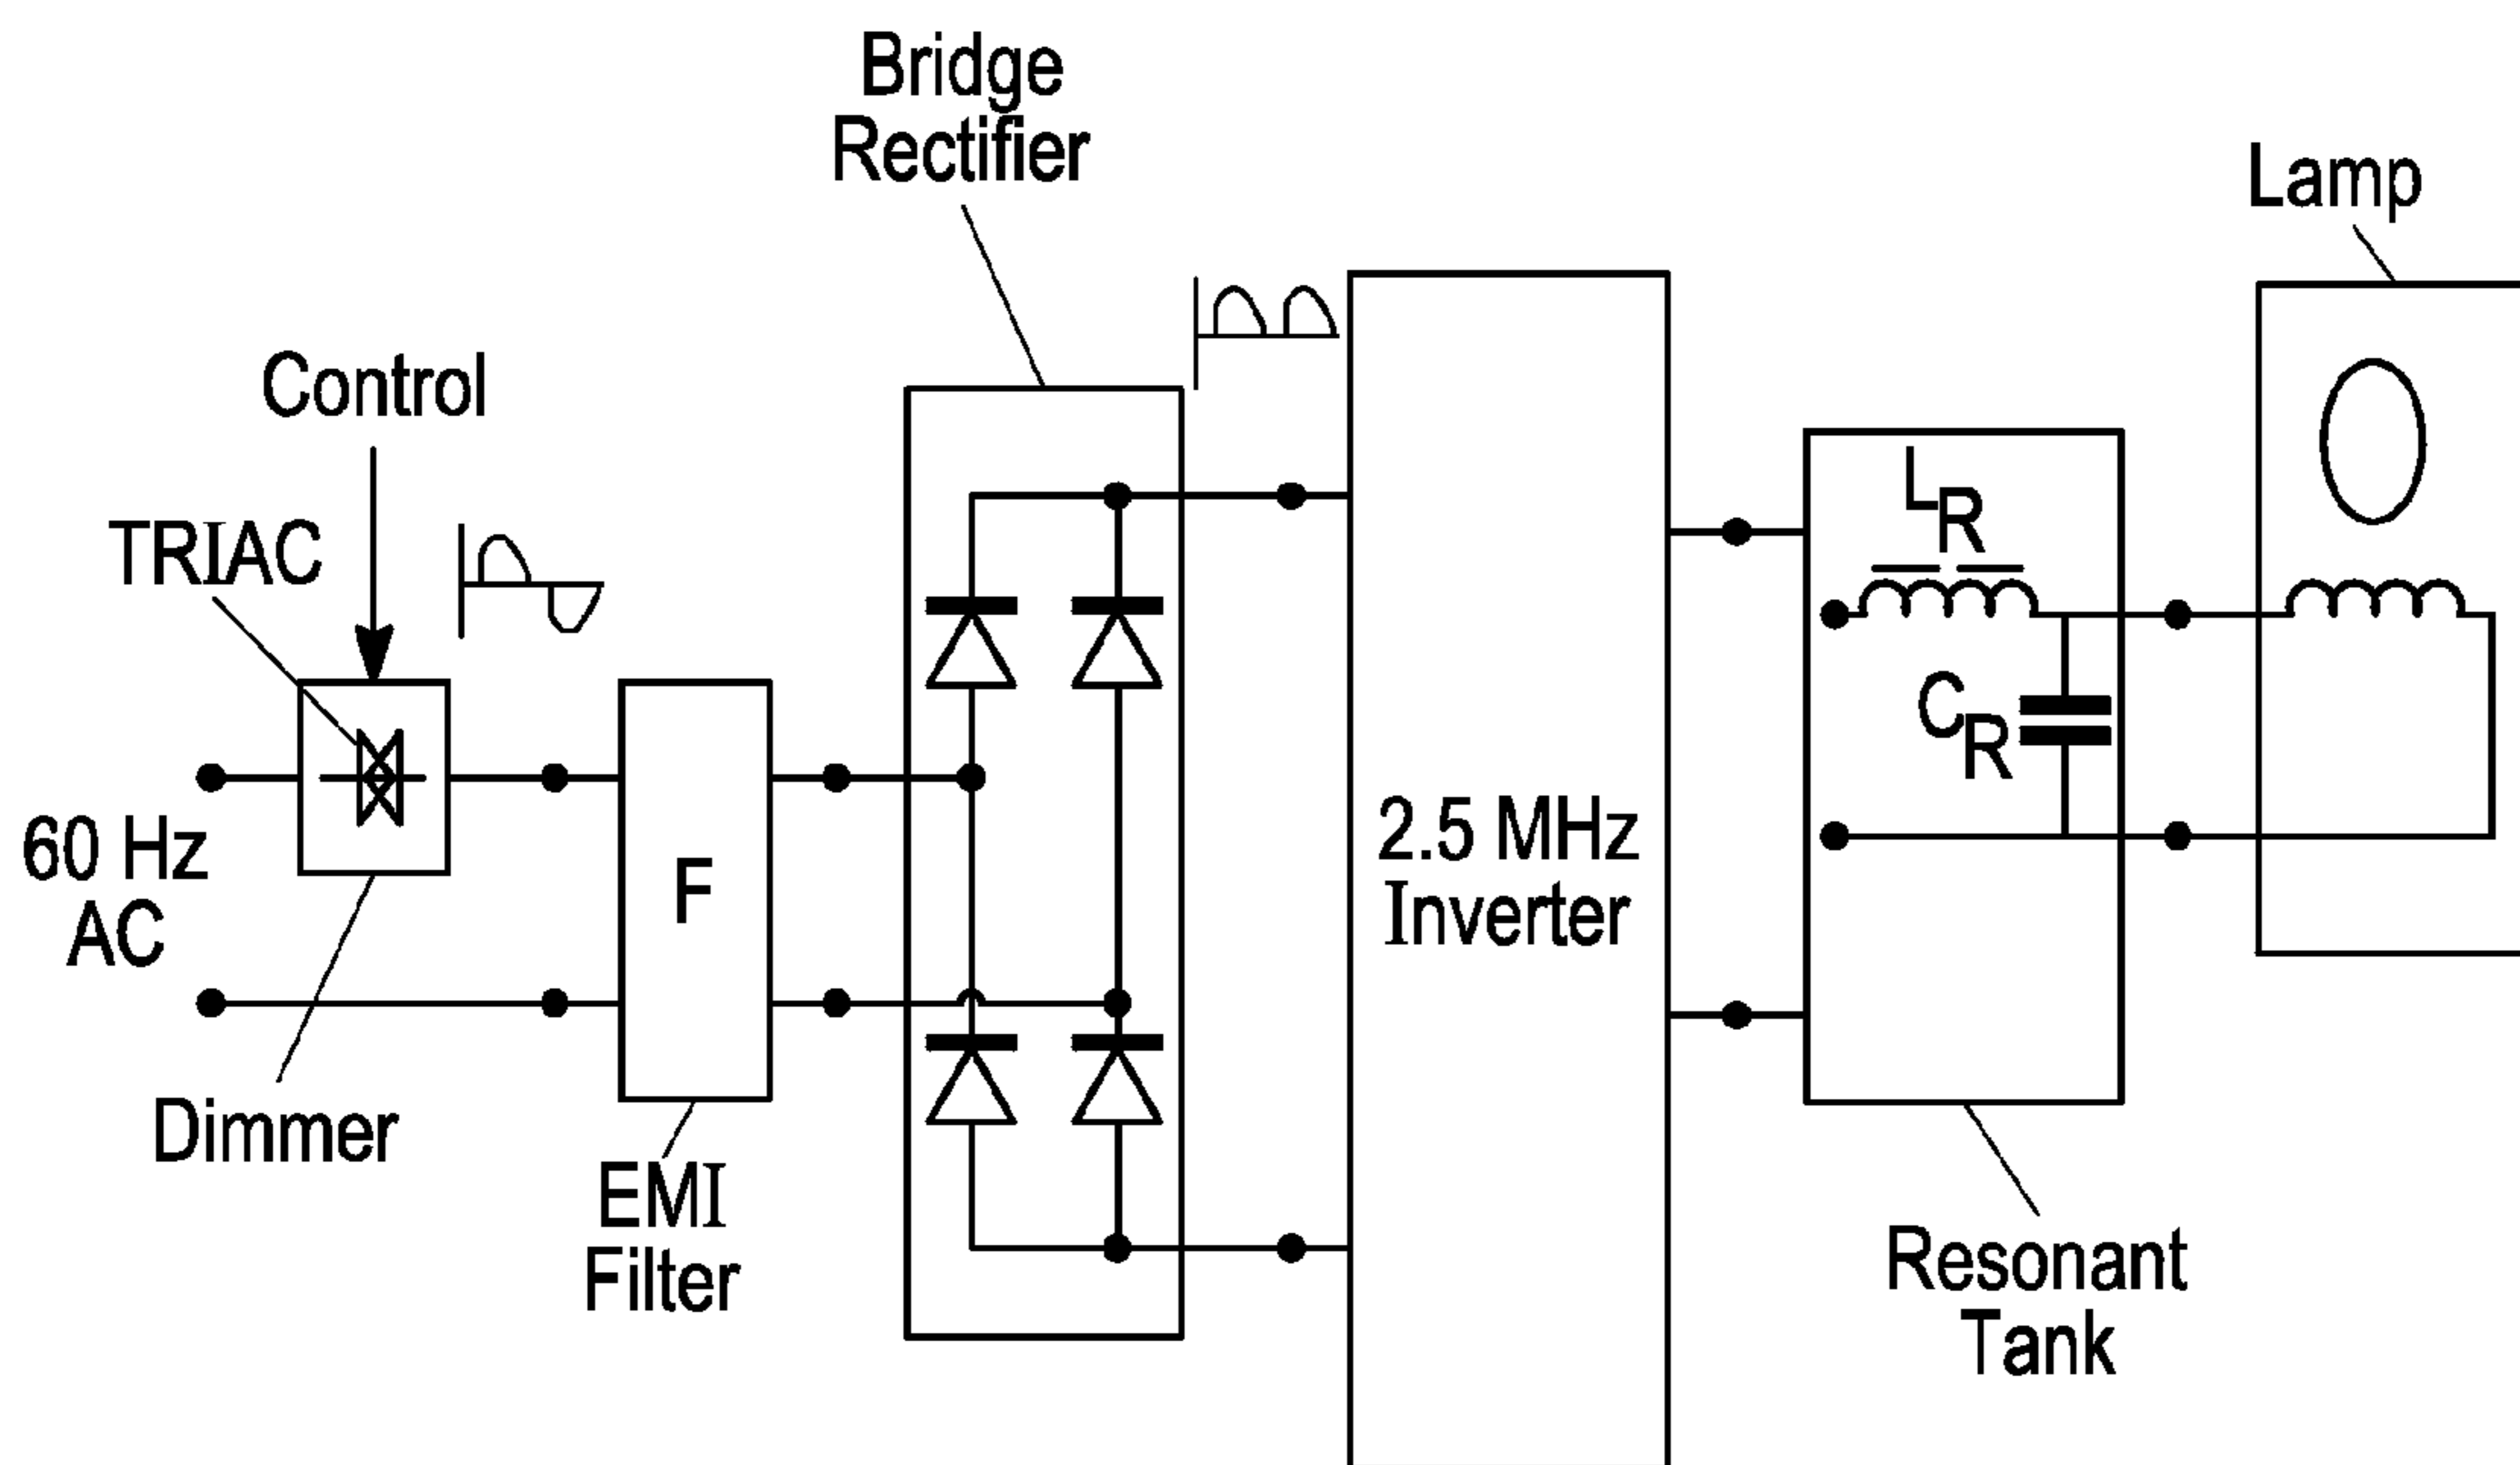 Bridge
Rectifier
Lamp
Control
TRIAC
L R
C R
60 Hz
AC
F
2.5 MHz
Inverter
Dimmer
EMI
Filter
Resonant
Tank